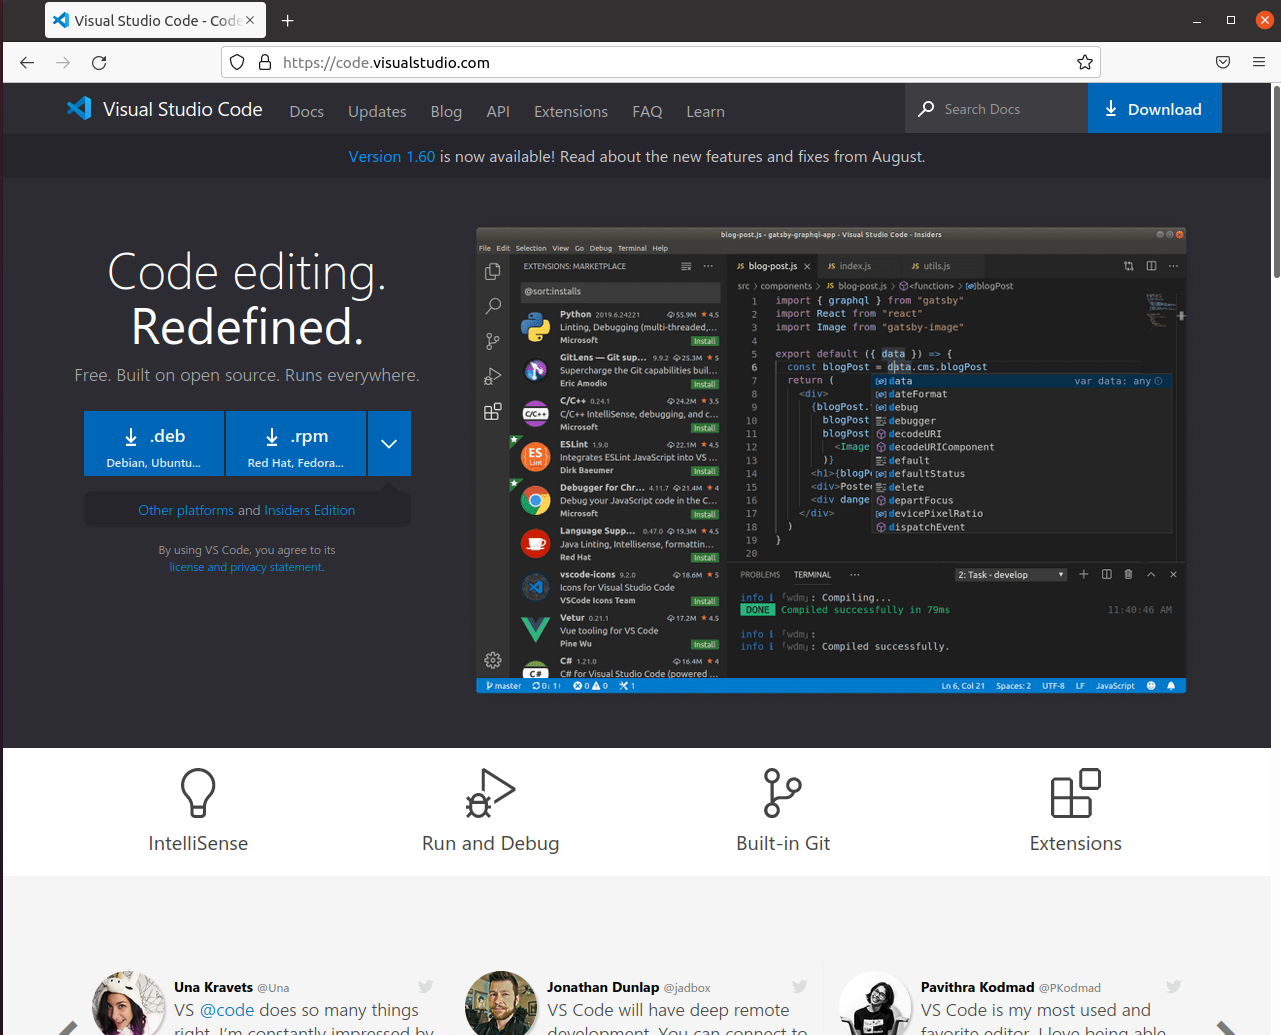 Visual Studio Code - Code
https://code.visualstudio.com
Visual Studio Code Docs Updates Blog API Extensions FAQ Learn Search Docs Download
Version 1.60 is now available! Read about the new features and fixes from August.
Code editing.
Redefined.
Free. Built on open source. Runs everywhere.
.deb
Debian, Ubuntu...
.rpm
Red Hat, Fedora...
Other platforms and Insiders Edition
By using VS Code, you agree to its
license and privacy statement.
blog-post.js - gatsby-graphql-app - Visual Studio Code - Insiders
File Edit Selection View Go Debug Terminal Help
EXTENSIONS: MARKETPLACE
@sort:installs
Python 2019.6.24221 55.9M 4.5
Linting, Debugging (multi-threaded,...
Microsoft Install
GitLens — Git sup... 9.9.2 25.3M 5
Supercharge the Git capabilities buil...
Eric Amodio Install
C/C++ 0.24.1 24.2M 3.5
C/C++ IntelliSense, debugging, and c...
Microsoft Install
ESLint 1.9.0 22.1M 4.5
Integrates ESLint JavaScript into VS ...
Dirk Baeumer Install
Debugger for Chr... 4.11.7 21.4M 4
Debug your JavaScript code in the C...
Microsoft Install
Language Supp... 0.47.0 19.3M 4.5
Java Linting, Intellisense, formattin...
Red Hat Install
vscode-icons 9.2.0 18.6M 5
Icons for Visual Studio Code
VSCode Icons Team Install
Vetur 0.21.1 17.2M 4.5
Vue tooling for VS Code
Pine Wu Install
C# 1.21.0 16.4M 4
C# for Visual Studio Code (powered ...
C/C++
ES
Lint
C#
JS blog-post.js JS index.js JS utils.js
src > components > JS blog-post.js > <function> > blogPost
1 import { graphql } from "gatsby"
2 import React from "react"
3 import Image from "gatsby-image"
4
5 export default ({ data }) => {
6 const blogPost = data.cms.blogPost
7 return (
8 <div>
9 {blogPost.
10 blogPost
11 blogPost
12 <Image
13 )}
14 <h1>{blogP
15 <div>Poste
16 <div dange
17 </div>
18 )
19 }
20
data var data: any
dateFormat
debug
debugger
decodeURI
decodeURIComponent
default
defaultStatus
delete
departFocus
devicePixelRatio
dispatchEvent
PROBLEMS TERMINAL ... 2: Task - develop
info ℹ ｢wdm｣: Compiling...
DONE Compiled successfully in 79ms 11:40:46 AM
info ℹ ｢wdm｣:
info ℹ ｢wdm｣: Compiled successfully.
master 0↓ 1↑ 0 0 1 Ln 6, Col 21 Spaces: 2 UTF-8 LF JavaScript
IntelliSense
Run and Debug
Built-in Git
Extensions
Una Kravets @Una
VS @code does so many things
right. I'm constantly impressed by
Jonathan Dunlap @jadbox
VS Code will have deep remote
development. You can connect to
Pavithra Kodmad @PKodmad
VS Code is my most used and
favorite editor. I love being able